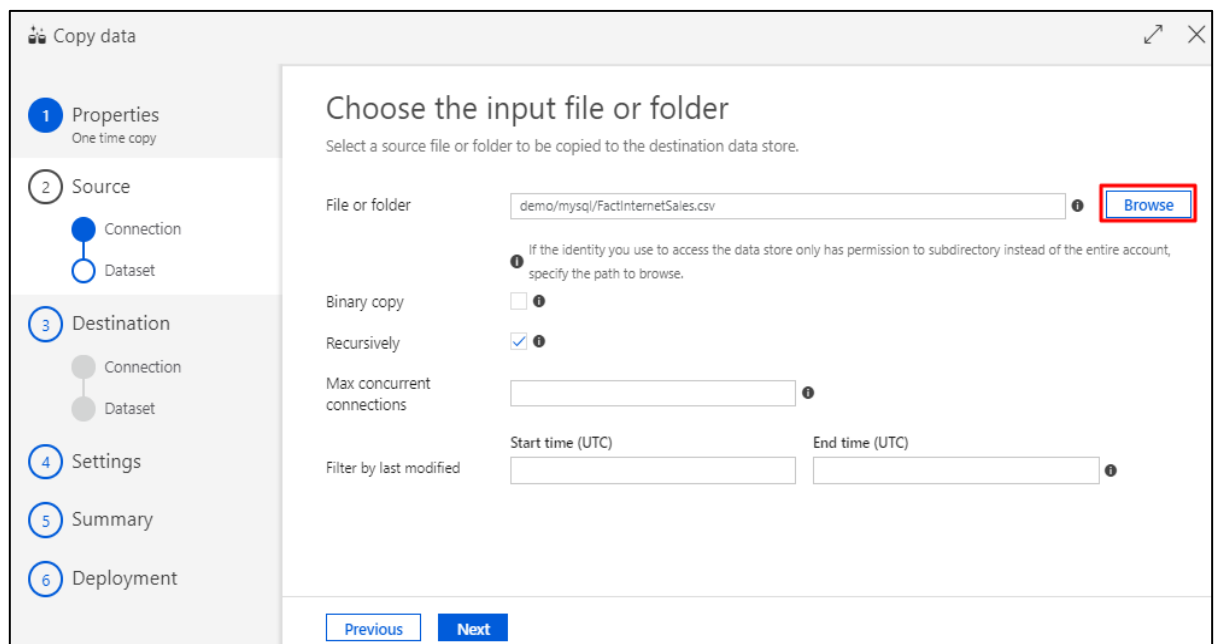 Copy data
1 Properties
One time copy
2 Source
Connection
Dataset
3 Destination
Connection
Dataset
4 Settings
5 Summary
6 Deployment
Choose the input file or folder
Select a source file or folder to be copied to the destination data store.
File or folder demo/mysql/FactInternetSales.csv Browse
If the identity you use to access the data store only has permission to subdirectory instead of the entire account,
specify the path to browse.
Binary copy
Recursively
Max concurrent
connections
Start time (UTC) End time (UTC)
Filter by last modified
Previous Next